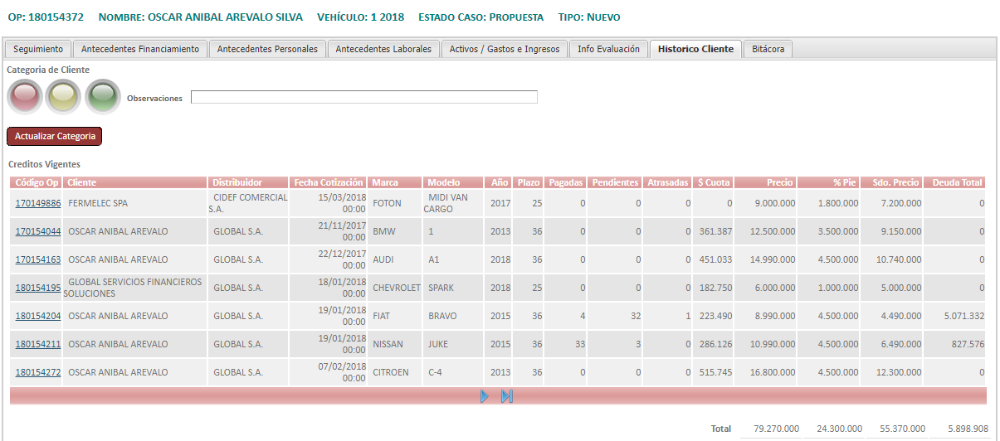 OP: 180154372 NOMBRE: OSCAR ANIBAL AREVALO SILVA VEHÍCULO: 1 2018 ESTADO CASO: PROPUESTA TIPO: NUEVO
Seguimiento Antecedentes Financiamiento Antecedentes Personales Antecedentes Laborales Activos / Gastos e Ingresos Info Evaluación Historico Cliente Bitácora
Categoria de Cliente
Observaciones
Actualizar Categoria
Creditos Vigentes
Código Op Cliente Distribuidor Fecha Cotización Marca Modelo Año Plazo Pagadas Pendientes Atrasadas $ Cuota Precio % Pie Sdo. Precio Deuda Total
170149886 FERMELEC SPA CIDEF COMERCIAL S.A. 15/03/2018 00:00 FOTON MIDI VAN CARGO 2017 25 0 0 0 0 9.000.000 1.800.000 7.200.000 0
170154044 OSCAR ANIBAL AREVALO GLOBAL S.A. 21/11/2017 00:00 BMW 1 2013 36 0 0 0 361.387 12.500.000 3.500.000 9.150.000 0
170154163 OSCAR ANIBAL AREVALO GLOBAL S.A. 22/12/2017 00:00 AUDI A1 2018 36 0 0 0 451.033 14.990.000 4.500.000 10.740.000 0
180154195 GLOBAL SERVICIOS FINANCIEROS SOLUCIONES GLOBAL S.A. 18/01/2018 00:00 CHEVROLET SPARK 2018 25 0 0 0 182.750 6.000.000 1.000.000 5.000.000 0
180154204 OSCAR ANIBAL AREVALO GLOBAL S.A. 19/01/2018 00:00 FIAT BRAVO 2015 36 4 32 1 223.490 8.990.000 4.500.000 4.490.000 5.071.332
180154211 OSCAR ANIBAL AREVALO GLOBAL S.A. 19/01/2018 00:00 NISSAN JUKE 2015 36 33 3 0 286.126 10.990.000 4.500.000 6.490.000 827.576
180154272 OSCAR ANIBAL AREVALO GLOBAL S.A. 07/02/2018 00:00 CITROEN C-4 2013 36 0 0 0 515.745 16.800.000 4.500.000 12.300.000 0
Total 79.270.000 24.300.000 55.370.000 5.898.908